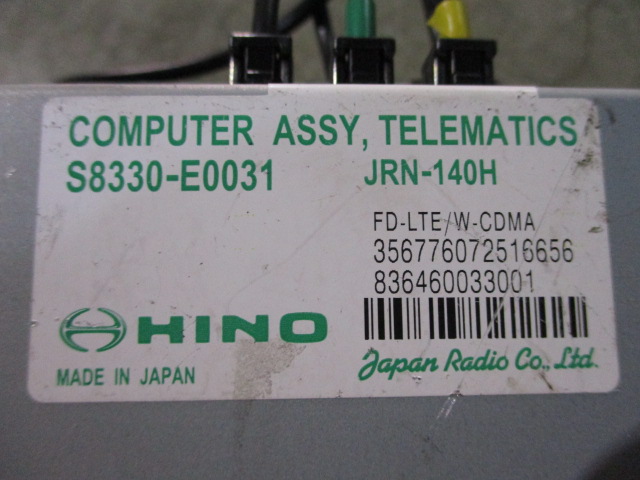 COMPUTER ASSY, TELEMATICS
S8330-E0031 JRN-140H
FD-LTE/W-CDMA
356776072516656
836460033001
HINO
MADE IN JAPAN
Japan Radio Co., Ltd.